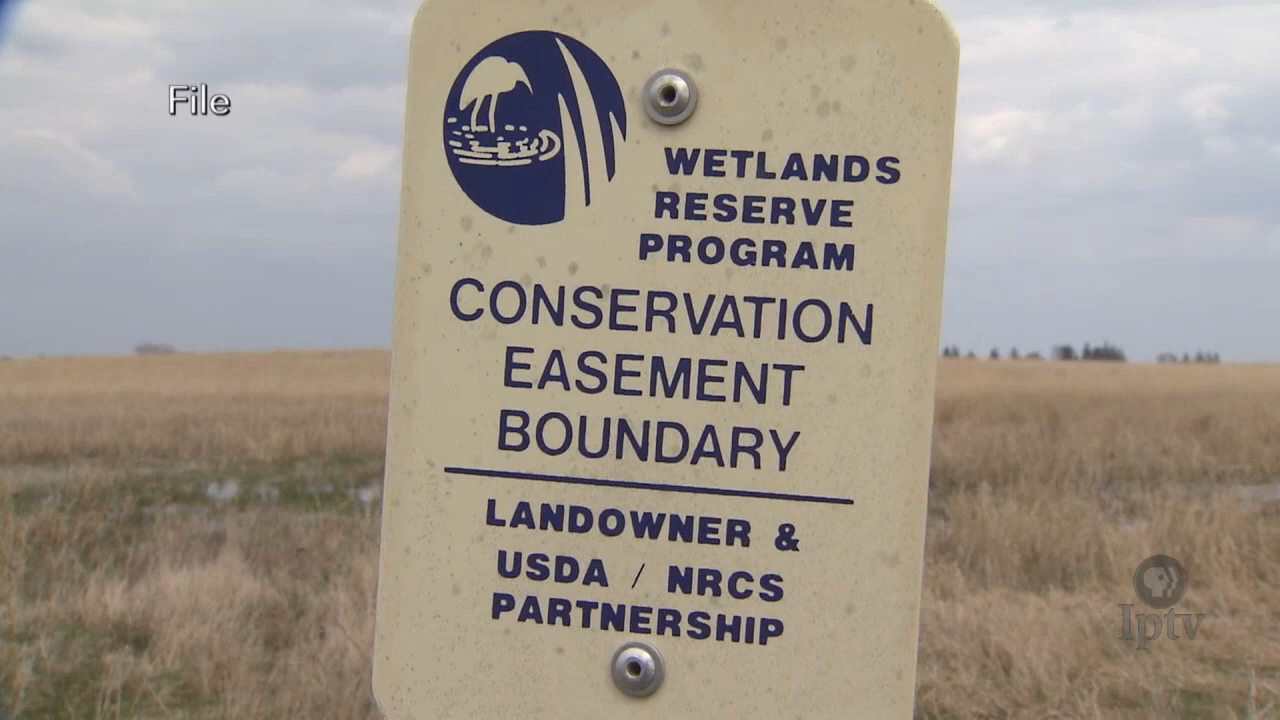 File
WETLANDS
RESERVE
PROGRAM
CONSERVATION
EASEMENT
BOUNDARY
LANDOWNER &
USDA / NRCS
PARTNERSHIP
Iptv